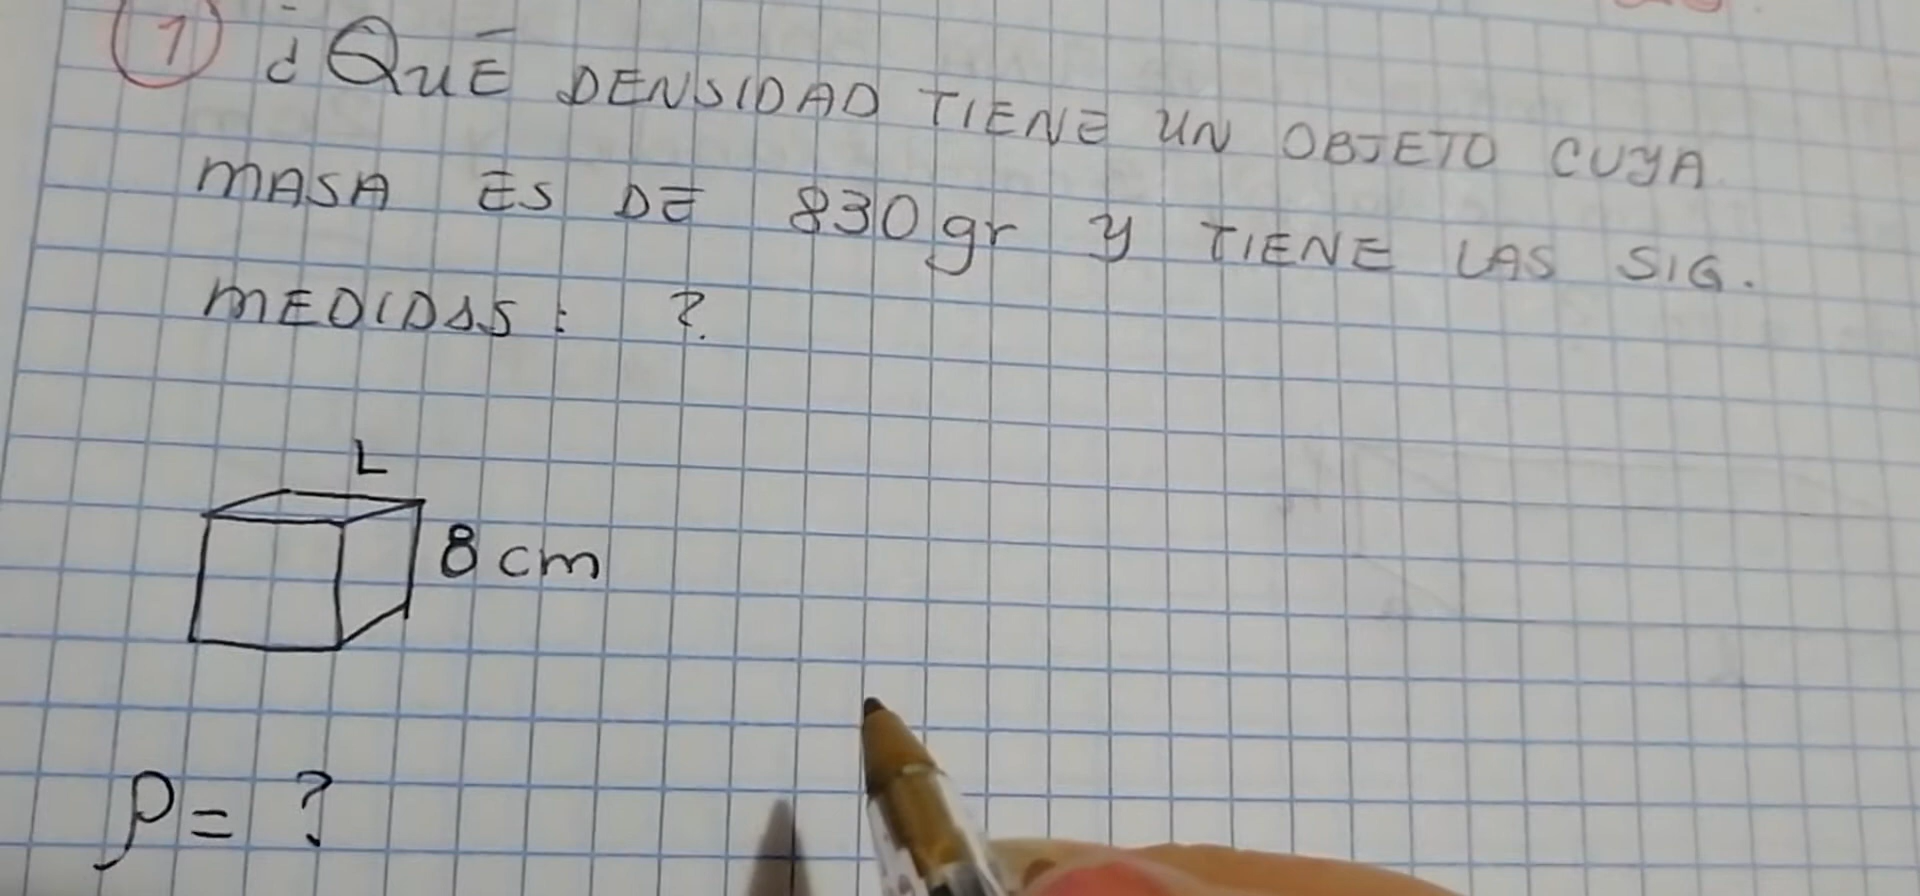 1 ¿QUÉ DENSIDAD TIENE UN OBJETO CUYA
MASA ES DE 830 gr y TIENE LAS SIG.
MEDIDAS: ?
L
8 cm
ρ = ?